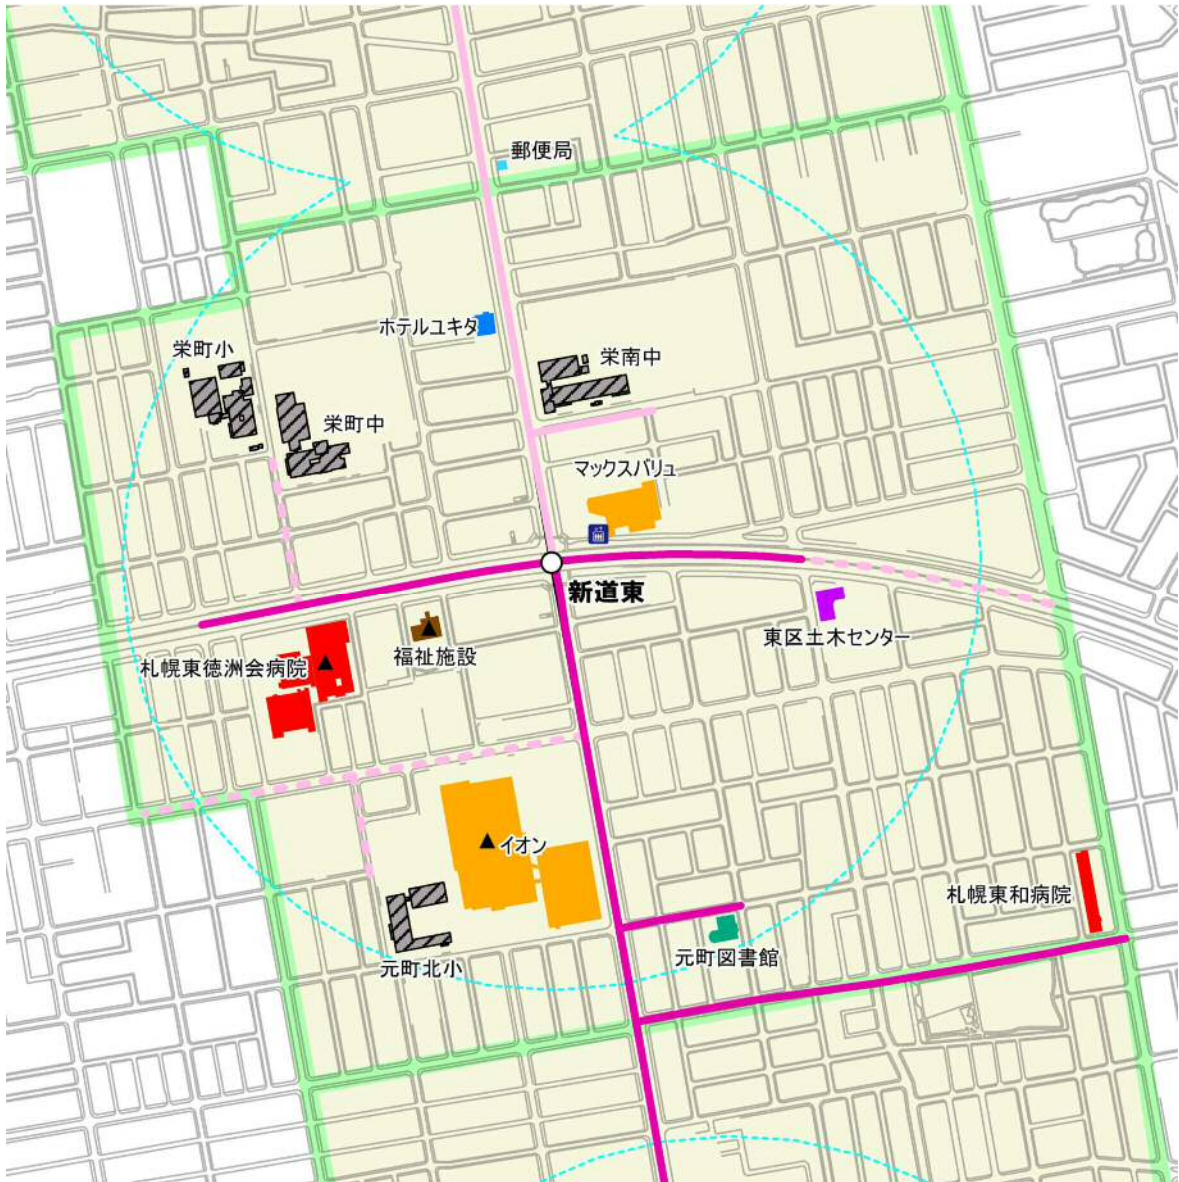 郵便局
ホテルユキタ
栄町小
栄南中
栄町中
マックスバリュ
新道東
東区土木センター
福祉施設
札幌東徳洲会病院
イオン
札幌東和病院
元町図書館
元町北小